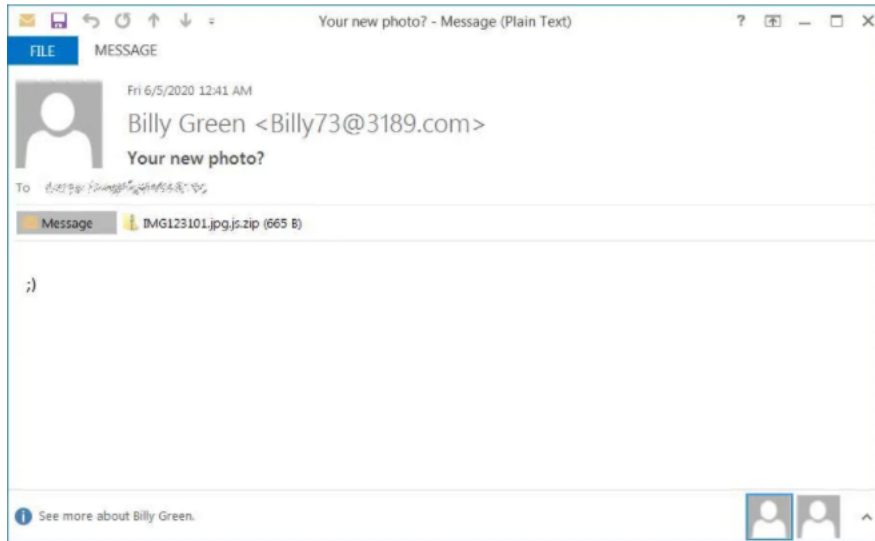 Your new photo? - Message (Plain Text)
FILE MESSAGE
Fri 6/5/2020 12:41 AM
Billy Green <Billy73@3189.com>
Your new photo?
To
Message IMG123101.jpg.js.zip (665 B)
;)
See more about Billy Green.